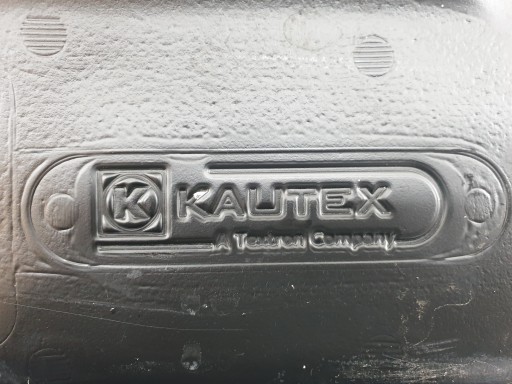 K KAUTEX
A Textron Company